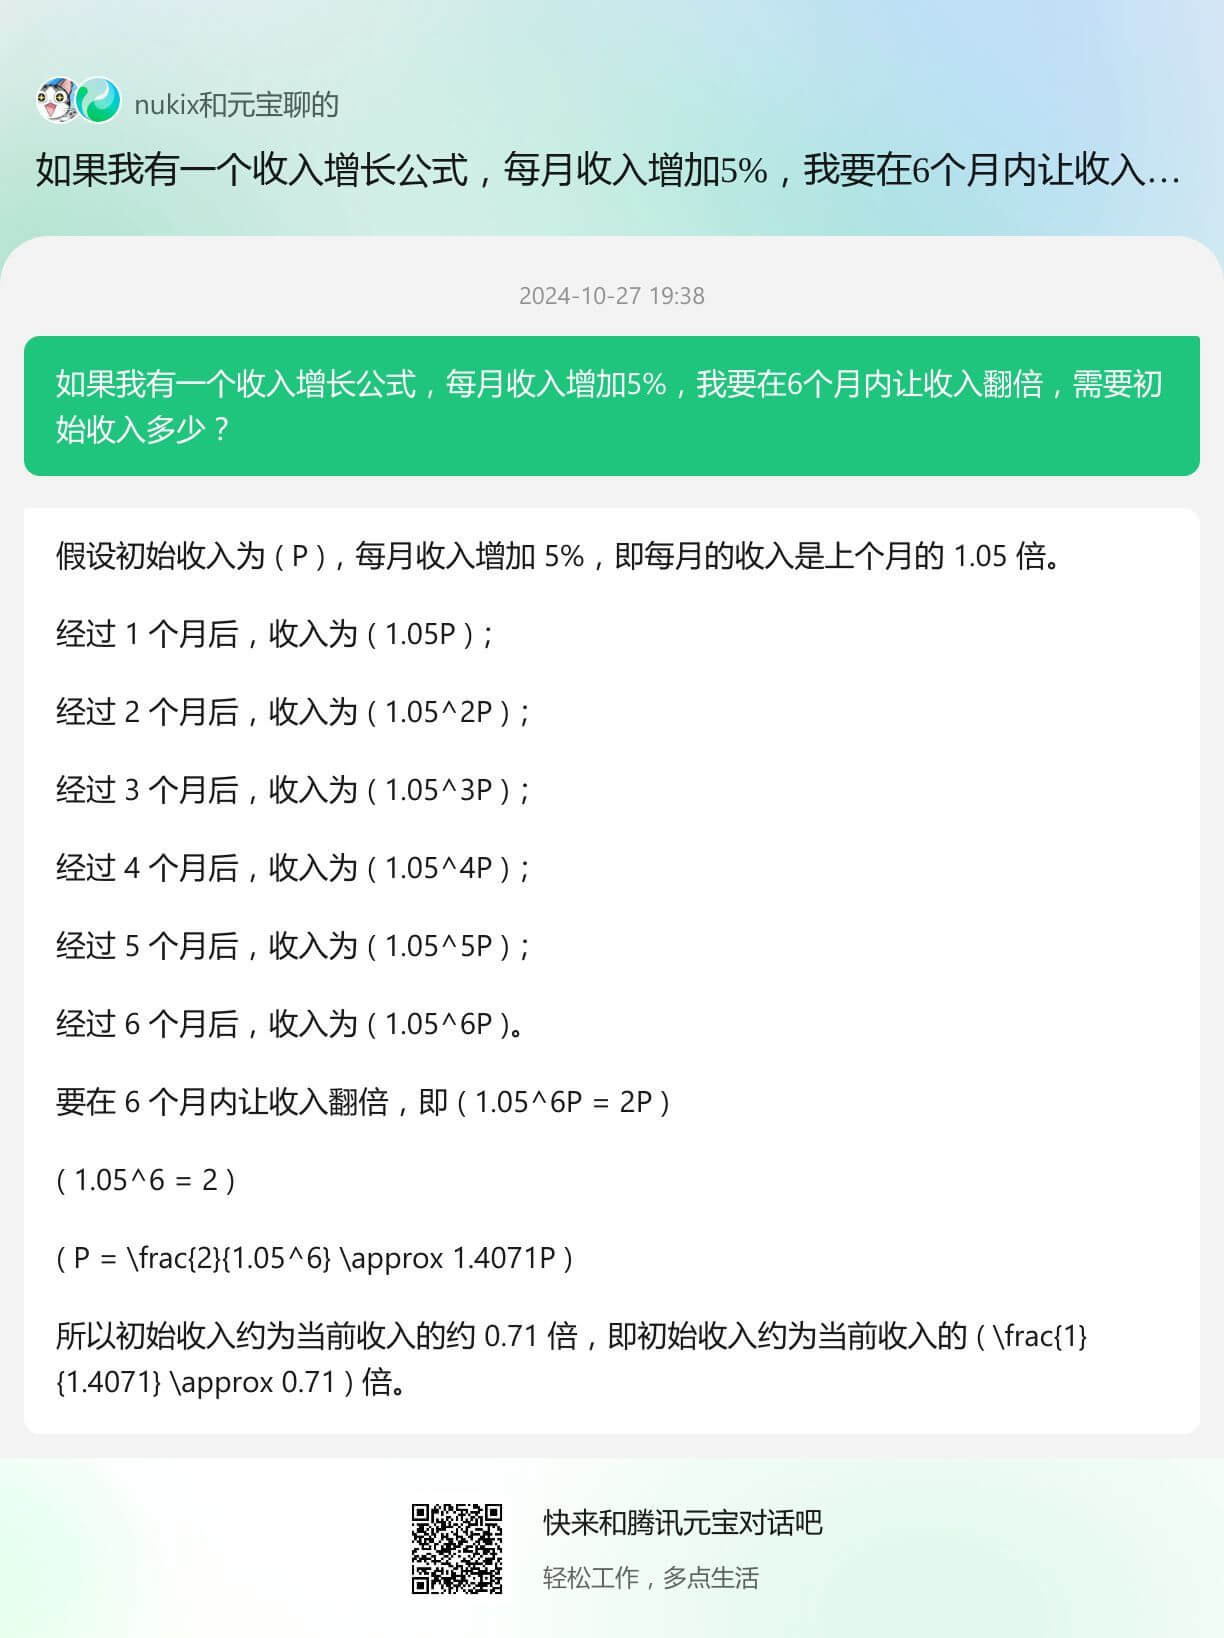 nukix和元宝聊的
如果我有一个收入增长公式，每月收入增加5%，我要在6个月内让收入…
2024-10-27 19:38
如果我有一个收入增长公式，每月收入增加5%，我要在6个月内让收入翻倍，需要初
始收入多少？
假设初始收入为 ( P )，每月收入增加 5%，即每月的收入是上个月的 1.05 倍。
经过 1 个月后，收入为 ( 1.05P )；
经过 2 个月后，收入为 ( 1.05^2P )；
经过 3 个月后，收入为 ( 1.05^3P )；
经过 4 个月后，收入为 ( 1.05^4P )；
经过 5 个月后，收入为 ( 1.05^5P )；
经过 6 个月后，收入为 ( 1.05^6P )。
要在 6 个月内让收入翻倍，即 ( 1.05^6P = 2P )
( 1.05^6 = 2 )
( P = \frac{2}{1.05^6} \approx 1.4071P )
所以初始收入约为当前收入的约 0.71 倍，即初始收入约为当前收入的 ( \frac{1}
{1.4071} \approx 0.71 ) 倍。
快来和腾讯元宝对话吧
轻松工作，多点生活